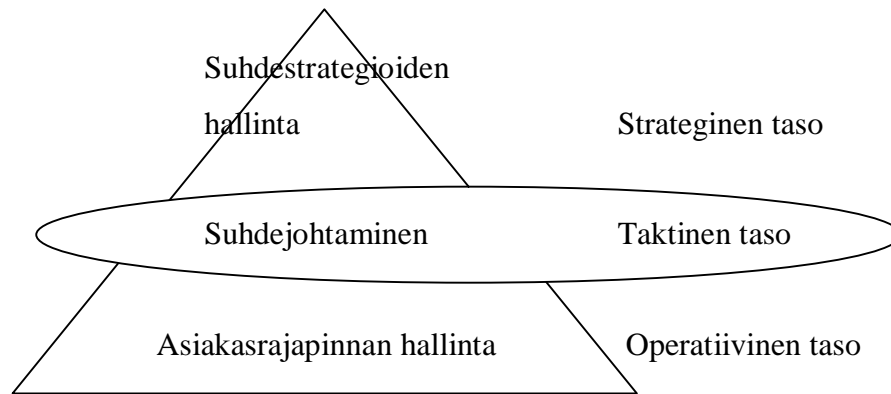 Suhdestrategioiden
hallinta Strateginen taso
Suhdejohtaminen Taktinen taso
Asiakasrajapinnan hallinta Operatiivinen taso